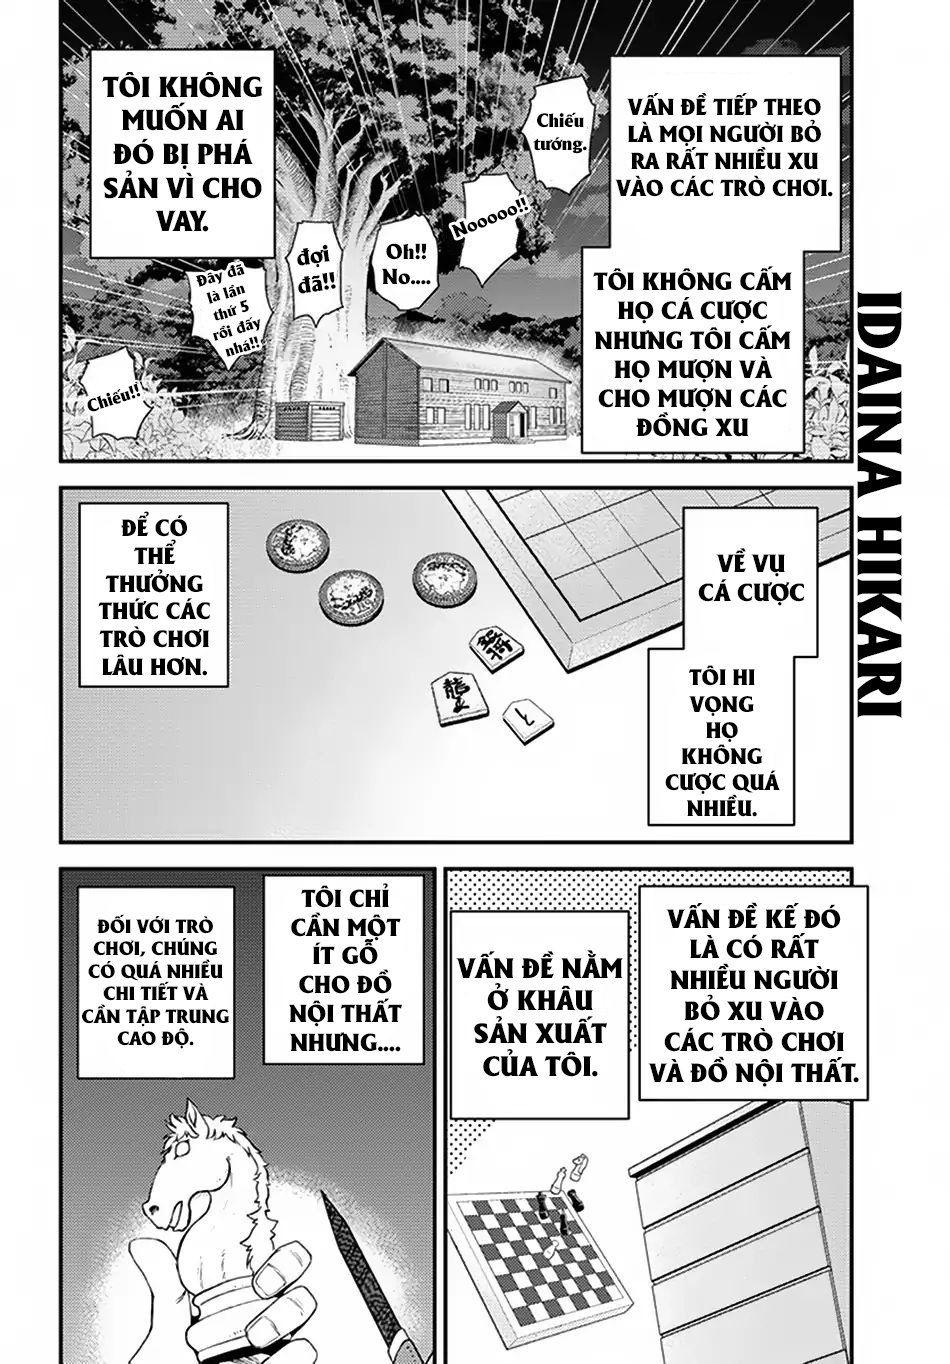 VẤN ĐỀ TIẾP THEO
LÀ MỌI NGƯỜI BỎ
RA RẤT NHIỀU XU
VÀO CÁC TRÒ CHƠI.
TÔI KHÔNG CẤM
HỌ CÁ CƯỢC
NHƯNG TÔI CẤM
HỌ MƯỢN VÀ
CHO MƯỢN CÁC
ĐỒNG XU
Chiếu
tướng.
Nooooo!!
Oh!!
No....
đợi
đã!!
Đây đã
là lần
thứ 5
rồi đấy
nhá!!
Chiếu!!
TÔI KHÔNG
MUỐN AI
ĐÓ BỊ PHÁ
SẢN VÌ CHO
VAY.
IDAINA HIKARI
VỀ VỤ
CÁ CƯỢC
TÔI HI
VỌNG
HỌ
KHÔNG
CƯỢC QUÁ
NHIỀU.
ĐỂ CÓ
THỂ
THƯỞNG
THỨC CÁC
TRÒ CHƠI
LÂU HƠN.
と
VẤN ĐỀ KẾ ĐÓ
LÀ CÓ RẤT
NHIỀU NGƯỜI
BỎ XU VÀO
CÁC TRÒ CHƠI
VÀ ĐỒ NỘI THẤT.
VẤN ĐỀ NẰM
Ở KHÂU
SẢN XUẤT
CỦA TÔI.
TÔI CHỈ
CẦN MỘT
ÍT GỖ
CHO ĐỒ
NỘI THẤT
NHƯNG....
ĐỐI VỚI TRÒ
CHƠI, CHÚNG
CÓ QUÁ NHIỀU
CHI TIẾT VÀ
CẦN TẬP TRUNG
CAO ĐỘ.